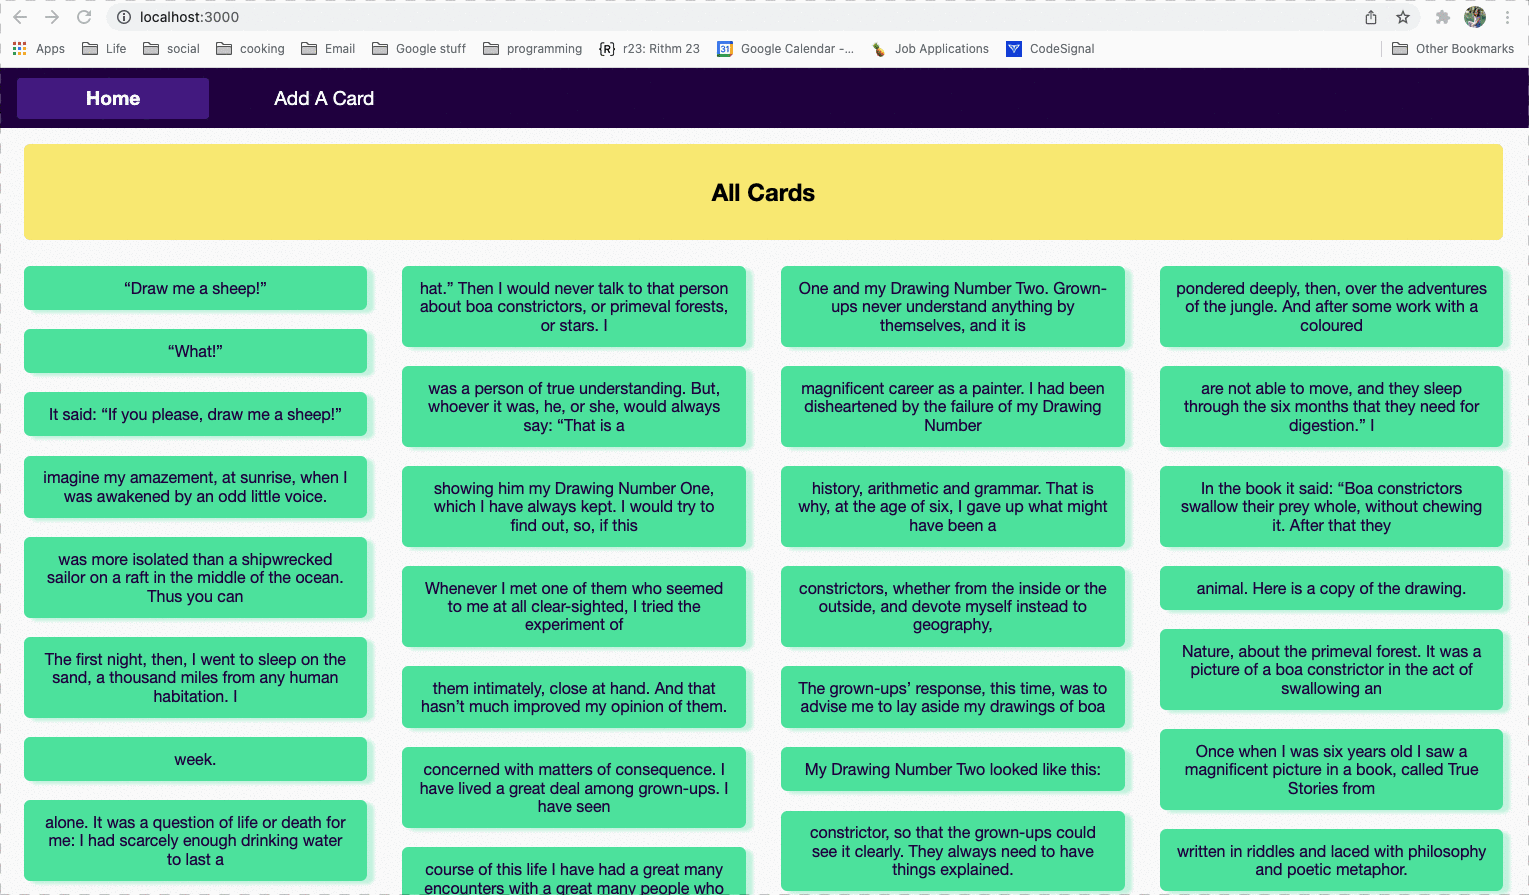 localhost:3000
Apps
Life
social
cooking
Email
Google stuff
programming
{R}
r23: Rithm 23
31
Google Calendar -...
Job Applications
CodeSignal
Other Bookmarks
Home
Add A Card
All Cards
“Draw me a sheep!”
“What!”
It said: “If you please, draw me a sheep!”
imagine my amazement, at sunrise, when I
was awakened by an odd little voice.
was more isolated than a shipwrecked
sailor on a raft in the middle of the ocean.
Thus you can
The first night, then, I went to sleep on the
sand, a thousand miles from any human
habitation. I
week.
alone. It was a question of life or death for
me: I had scarcely enough drinking water
to last a
hat.” Then I would never talk to that person
about boa constrictors, or primeval forests,
or stars. I
was a person of true understanding. But,
whoever it was, he, or she, would always
say: “That is a
showing him my Drawing Number One,
which I have always kept. I would try to
find out, so, if this
Whenever I met one of them who seemed
to me at all clear-sighted, I tried the
experiment of
them intimately, close at hand. And that
hasn’t much improved my opinion of them.
concerned with matters of consequence. I
have lived a great deal among grown-ups. I
have seen
course of this life I have had a great many
encounters with a great many people who
One and my Drawing Number Two. Grown-
ups never understand anything by
themselves, and it is
magnificent career as a painter. I had been
disheartened by the failure of my Drawing
Number
history, arithmetic and grammar. That is
why, at the age of six, I gave up what might
have been a
constrictors, whether from the inside or the
outside, and devote myself instead to
geography,
The grown-ups’ response, this time, was to
advise me to lay aside my drawings of boa
My Drawing Number Two looked like this:
constrictor, so that the grown-ups could
see it clearly. They always need to have
things explained.
pondered deeply, then, over the adventures
of the jungle. And after some work with a
coloured
are not able to move, and they sleep
through the six months that they need for
digestion.” I
In the book it said: “Boa constrictors
swallow their prey whole, without chewing
it. After that they
animal. Here is a copy of the drawing.
Nature, about the primeval forest. It was a
picture of a boa constrictor in the act of
swallowing an
Once when I was six years old I saw a
magnificent picture in a book, called True
Stories from
written in riddles and laced with philosophy
and poetic metaphor.